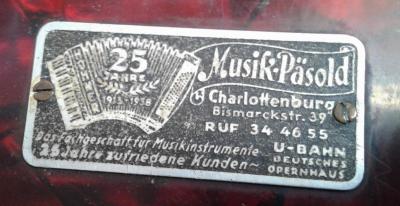 25
JAHRE
1913-1938
Musik-Päsold
Charlottenburg
Bismarckstr. 39
RUF 34 46 55
Das Fachgeschäft für Musikinstrumente
25 Jahre zufriedene Kunden-
U-BAHN
DEUTSCHES
OPERNHAUS